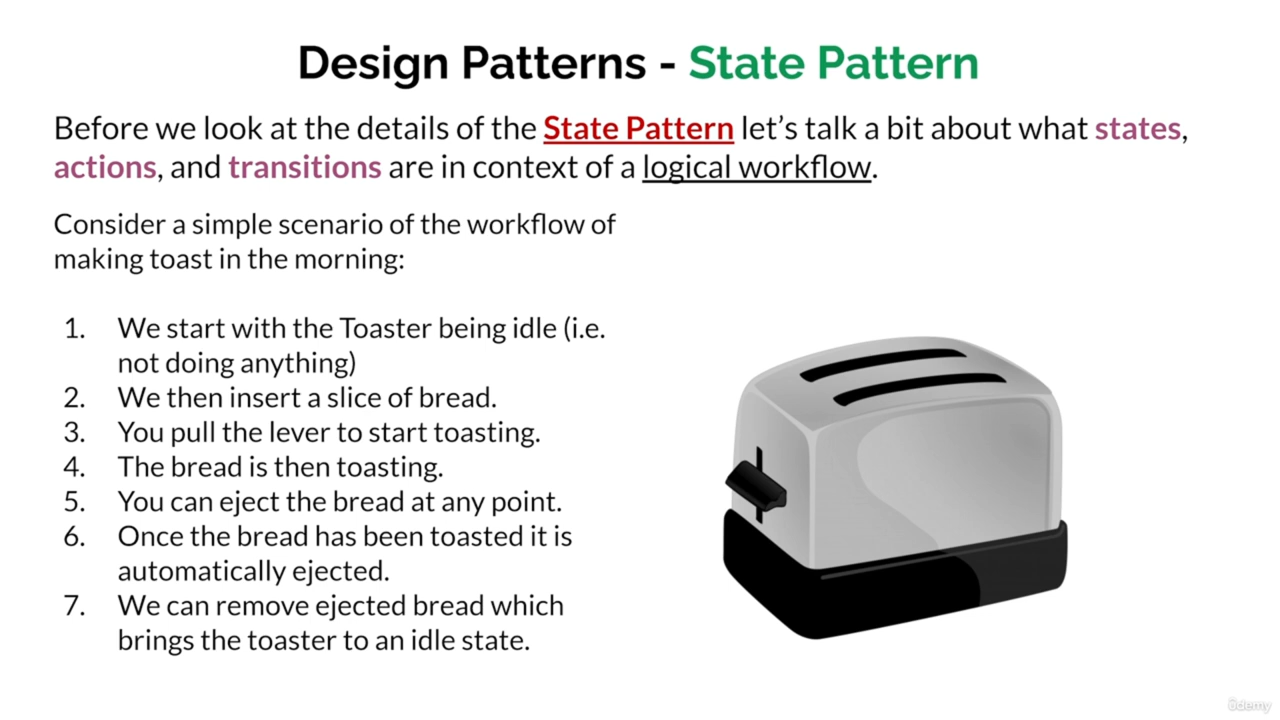 Design Patterns - State Pattern
Before we look at the details of the State Pattern let’s talk a bit about what states,
actions, and transitions are in context of a logical workflow.
Consider a simple scenario of the workflow of
making toast in the morning:
1. We start with the Toaster being idle (i.e.
not doing anything)
2. We then insert a slice of bread.
3. You pull the lever to start toasting.
4. The bread is then toasting.
5. You can eject the bread at any point.
6. Once the bread has been toasted it is
automatically ejected.
7. We can remove ejected bread which
brings the toaster to an idle state.
ûdemy